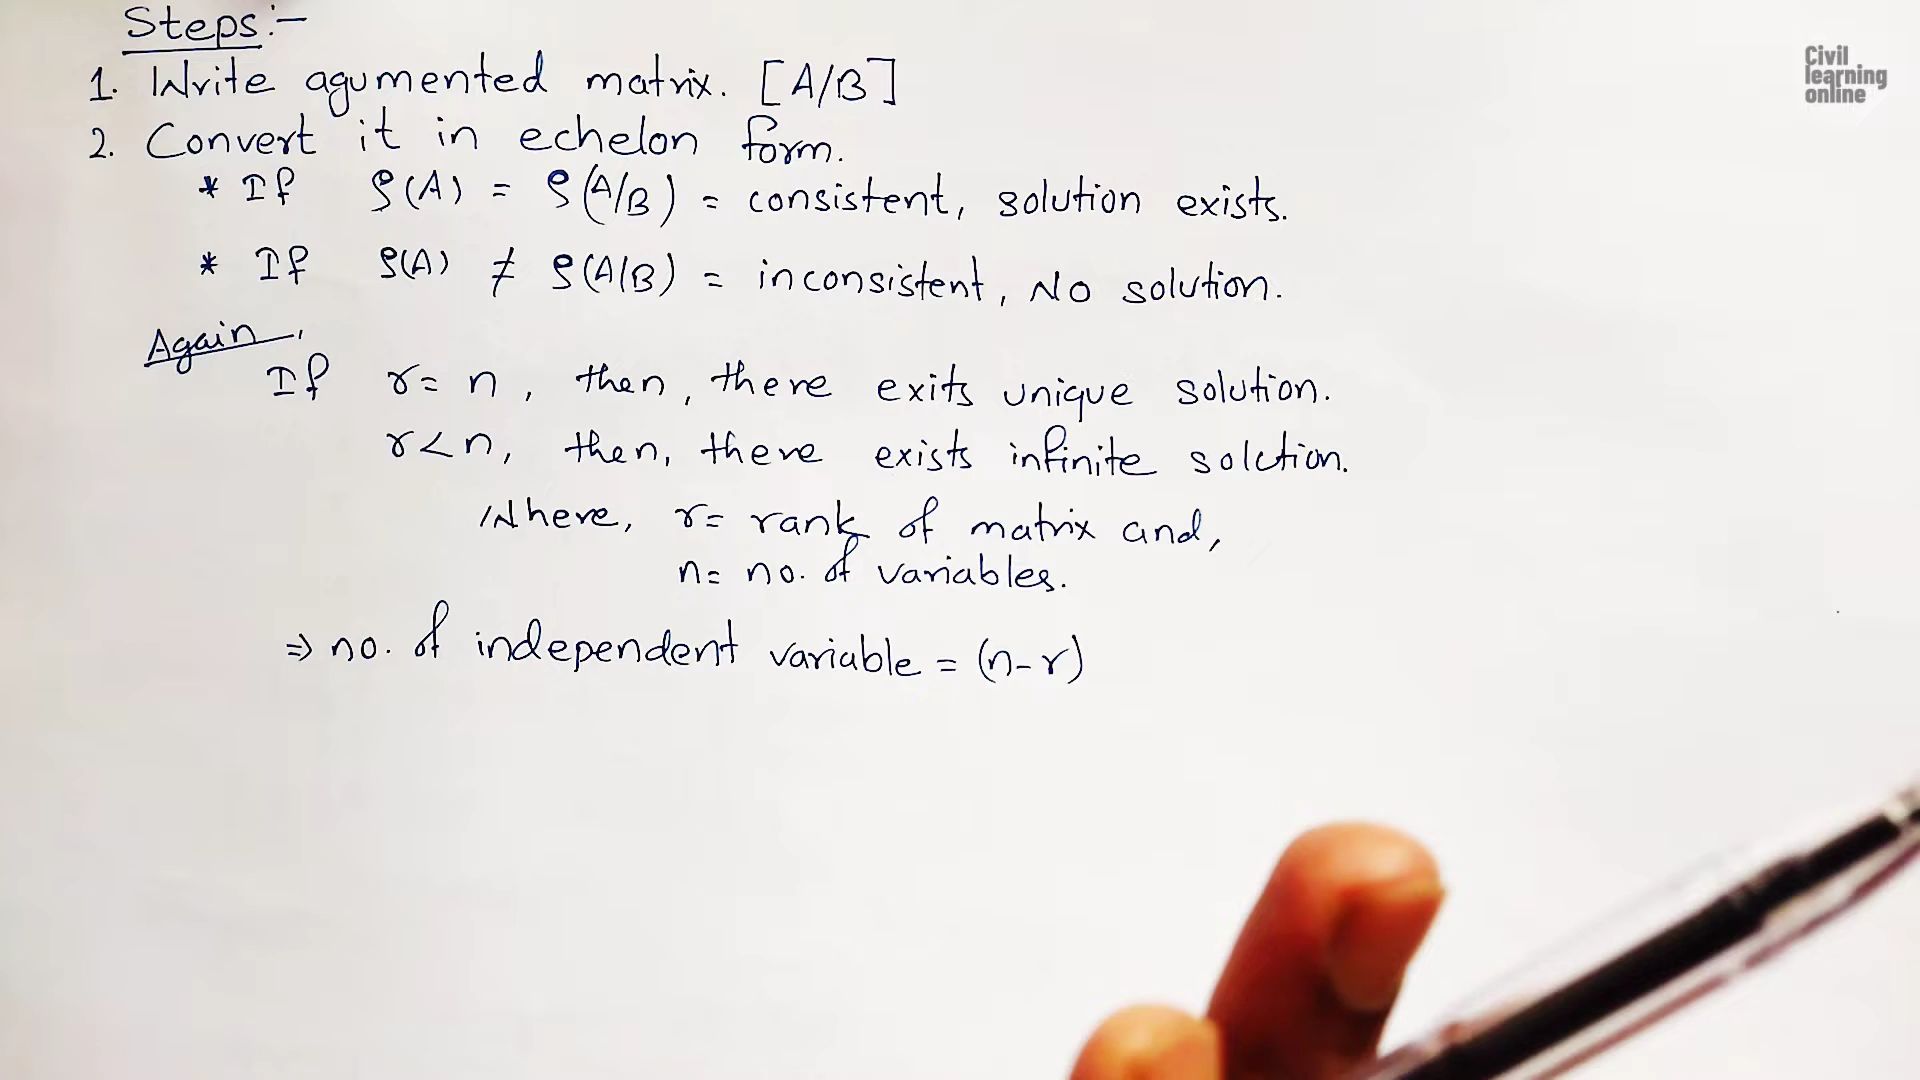 Steps:-
1. Write agumented matrix. [A/B]
2. Convert it in echelon form.
* If ρ(A) = ρ(A/B) = consistent, solution exists.
* If ρ(A) ≠ ρ(A/B) = inconsistent, NO solution.
Again,
If r = n, then, there exits unique solution.
r < n, then, there exists infinite solction.
Where, r = rank of matrix and,
n = no. of variables.
⇒ no. of independent variable = (n-r)
Civil
learning
online